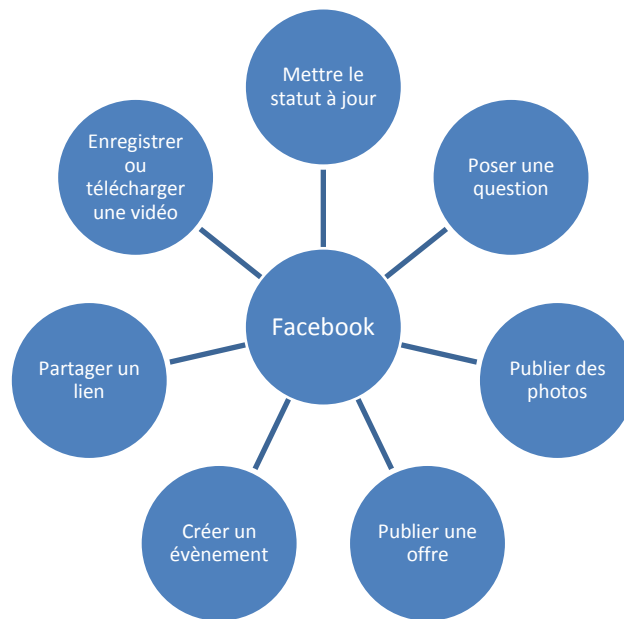 Mettre le
statut à jour
Poser une
question
Publier des
photos
Publier une
offre
Créer un
évènement
Partager un
lien
Enregistrer
ou
télécharger
une vidéo
Facebook